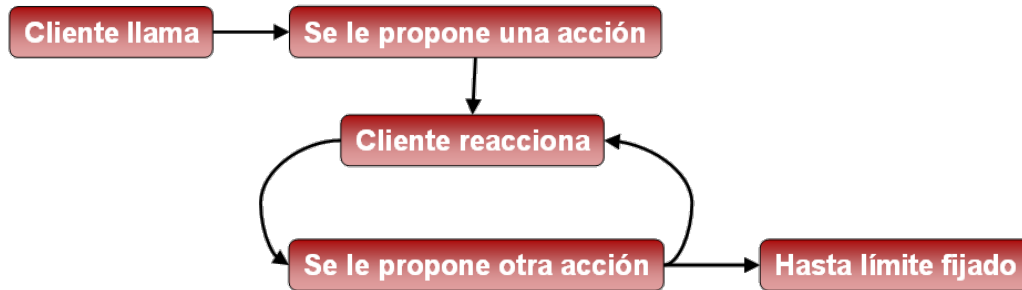 Cliente llama
Se le propone una acción
Cliente reacciona
Se le propone otra acción
Hasta límite fijado